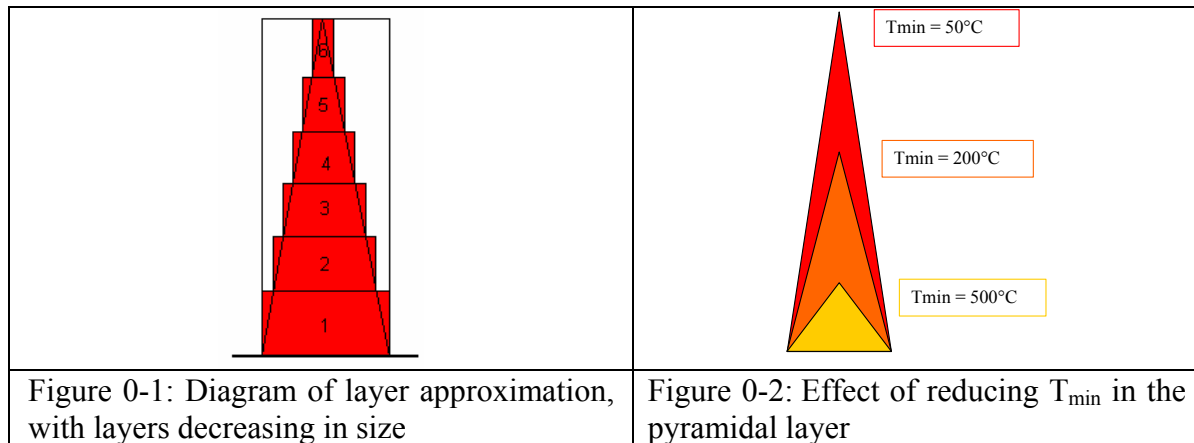 6
5
4
3
2
1
Tmin = 50°C
Tmin = 200°C
Tmin = 500°C
Figure 0-1: Diagram of layer approximation,
with layers decreasing in size
Figure 0-2: Effect of reducing Tmin in the
pyramidal layer